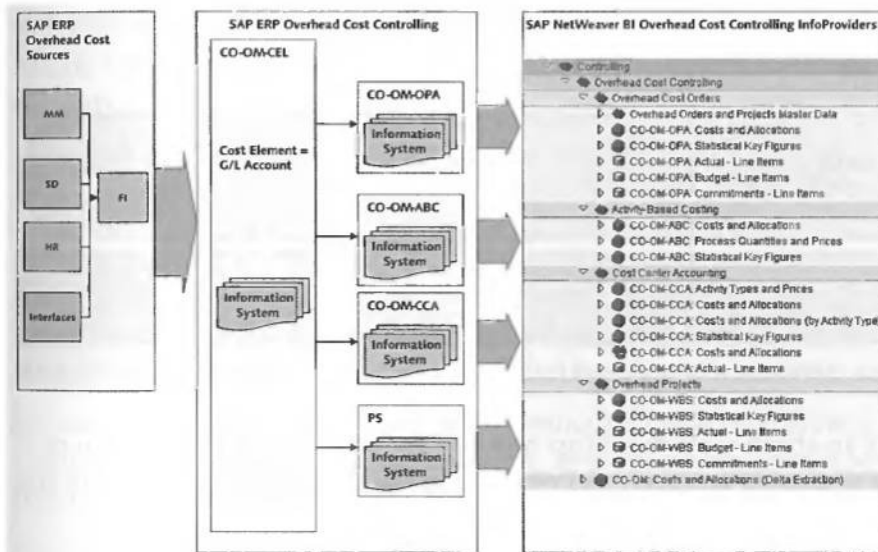 SAP ERP
Overhead Cost
Sources
MM
SD
HR
Interfaces
FI
SAP ERP Overhead Cost Controlling
CO-OM-CEL
Cost Element =
G/L Account
Information
System
CO-OM-OPA
Information
System
CO-OM-ABC
Information
System
CO-OM-CCA
Information
System
PS
Information
System
SAP NetWeaver BI Overhead Cost Controlling InfoProviders
Controlling
Overhead Cost Controlling
Overhead Cost Orders
Overhead Orders and Projects Master Data
CO-OM-OPA: Costs and Allocations
CO-OM-OPA: Statistical Key Figures
CO-OM-OPA: Actual - Line Items
CO-OM-OPA: Budget - Line Items
CO-OM-OPA: Commitments - Line Items
Activity-Based Costing
CO-OM-ABC: Costs and Allocations
CO-OM-ABC: Process Quantities and Prices
CO-OM-ABC: Statistical Key Figures
Cost Center Accounting
CO-OM-CCA: Activity Types and Prices
CO-OM-CCA: Costs and Allocations
CO-OM-CCA: Costs and Allocations (by Activity Type
CO-OM-CCA: Statistical Key Figures
CO-OM-CCA: Costs and Allocations
CO-OM-CCA: Actual - Line Items
Overhead Projects
CO-OM-WBS: Costs and Allocations
CO-OM-WBS: Statistical Key Figures
CO-OM-WBS: Actual - Line Items
CO-OM-WBS: Budget - Line Items
CO-OM-WBS: Commitments - Line Items
CO-OM: Costs and Allocations (Delta Extraction)